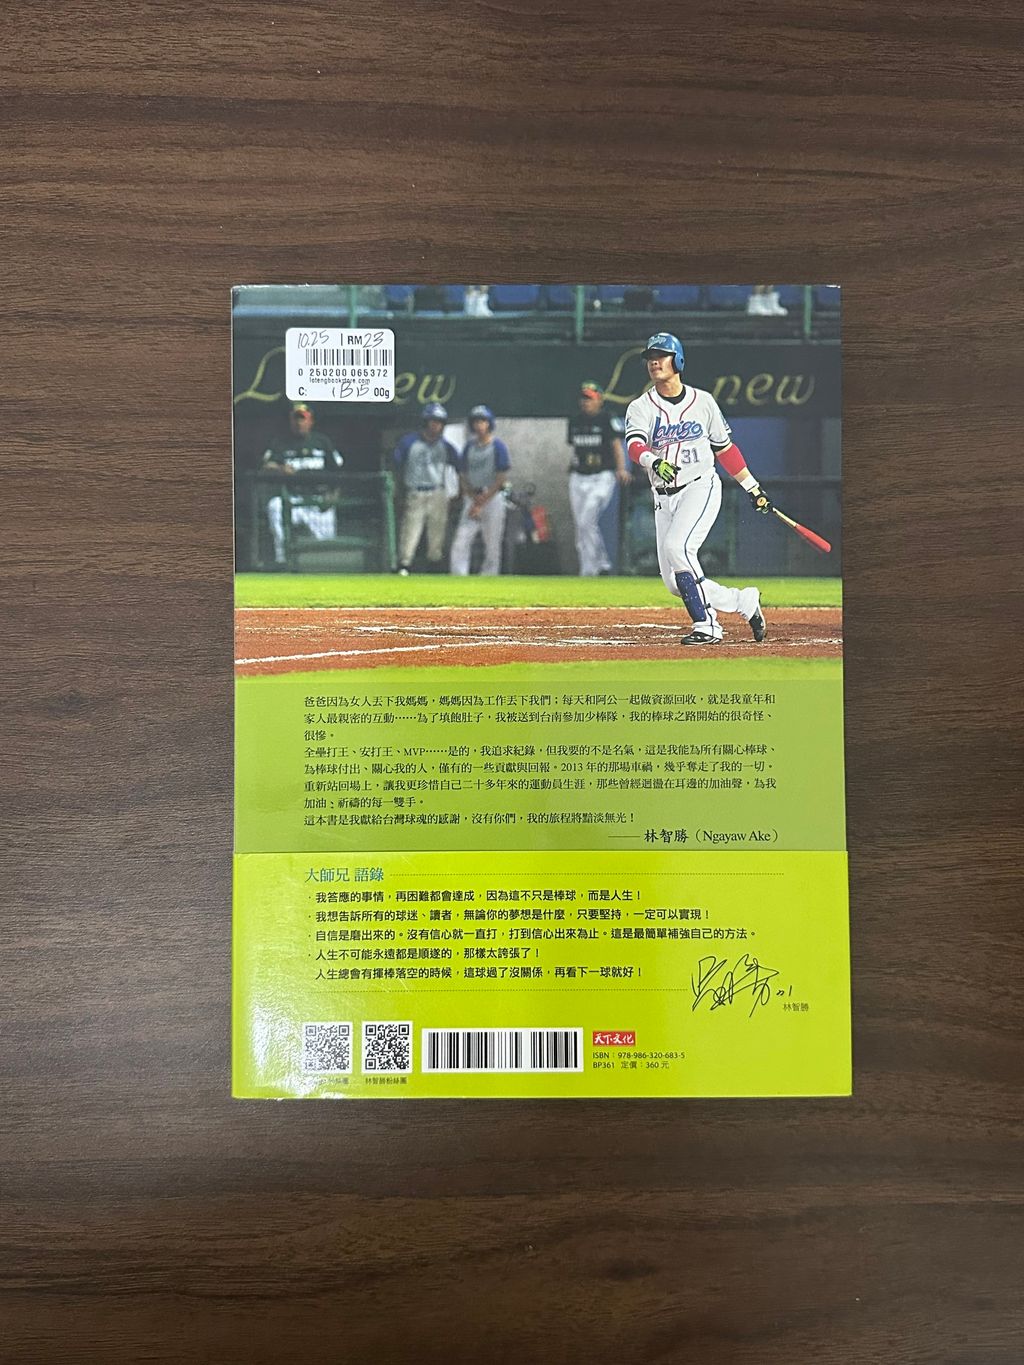 10.25 RM 23
0 250200 065372
lotengbookstore.com
C: 1B15 00g
La new
Lamigo
31
爸爸因為女人丟下我媽媽，媽媽因為工作丟下我們；每天和阿公一起做資源回收，就是我童年和
家人最親密的互動……為了填飽肚子，我被送到台南參加少棒隊，我的棒球之路開始的很奇怪、
很慘。
全壘打王、安打王、MVP……是的，我追求紀錄，但我要的不是名氣，這是我能為所有關心棒球、
為棒球付出、關心我的人，僅有的一些貢獻與回報。2013 年的那場車禍，幾乎奪走了我的一切。
重新站回場上，讓我更珍惜自己二十多年來的運動員生涯，那些曾經迴盪在耳邊的加油聲，為我
加油、祈禱的每一雙手。
這本書是我獻給台灣球魂的感謝，沒有你們，我的旅程將黯淡無光！
——林智勝（Ngayaw Ake）
大師兄 語錄
·我答應的事情，再困難都會達成，因為這不只是棒球，而是人生！
·我想告訴所有的球迷、讀者，無論你的夢想是什麼，只要堅持，一定可以實現！
·自信是磨出來的。沒有信心就一直打，打到信心出來為止。這是最簡單補強自己的方法。
·人生不可能永遠都是順遂的，那樣太誇張了！
人生總會有揮棒落空的時候，這球過了沒關係，再看下一球就好！
林智勝
天下文化
ISBN：978-986-320-683-5
BP361 定價：360 元
林智勝粉絲團